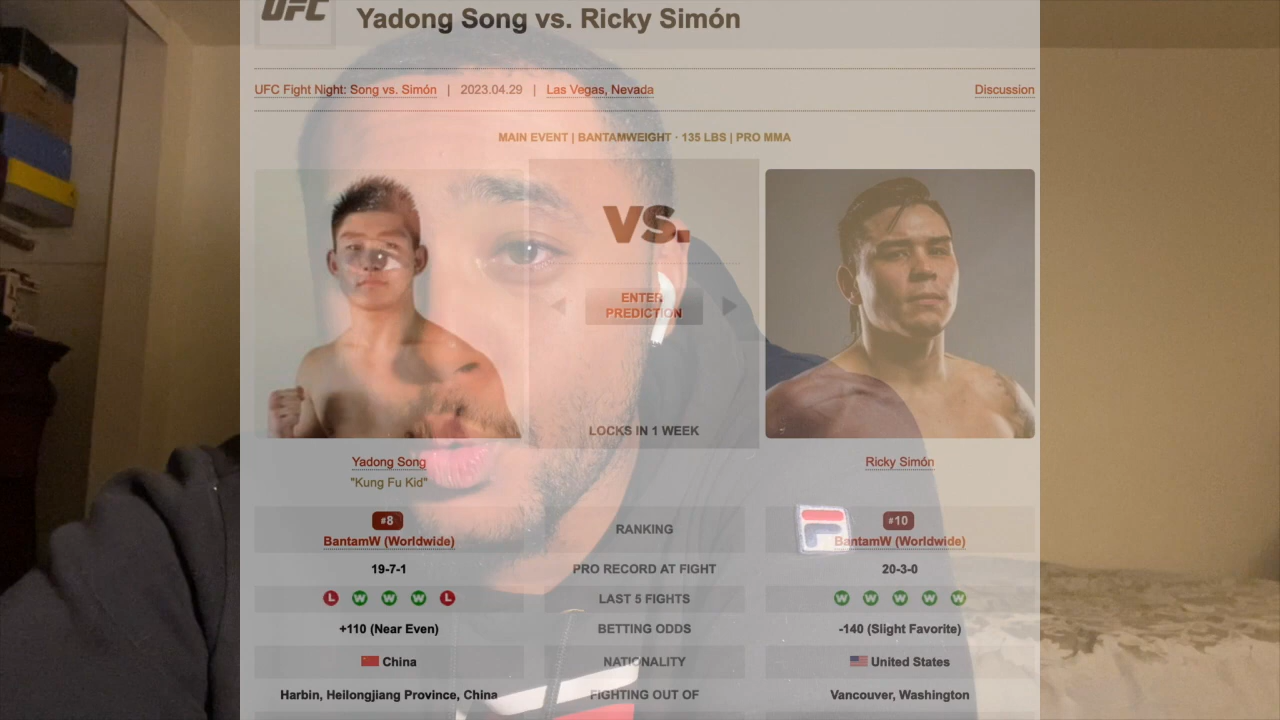 UFC
Yadong Song vs. Ricky Simón
UFC Fight Night: Song vs. Simón | 2023.04.29 | Las Vegas, Nevada Discussion
MAIN EVENT | BANTAMWEIGHT · 135 LBS | PRO MMA
VS.
ENTER
PREDICTION
LOCKS IN 1 WEEK
Yadong Song Ricky Simón
"Kung Fu Kid"
#8 RANKING #10
BantamW (Worldwide) BantamW (Worldwide)
19-7-1 PRO RECORD AT FIGHT 20-3-0
L W W W L LAST 5 FIGHTS W W W W W
+110 (Near Even) BETTING ODDS -140 (Slight Favorite)
China NATIONALITY United States
Harbin, Heilongjiang Province, China FIGHTING OUT OF Vancouver, Washington